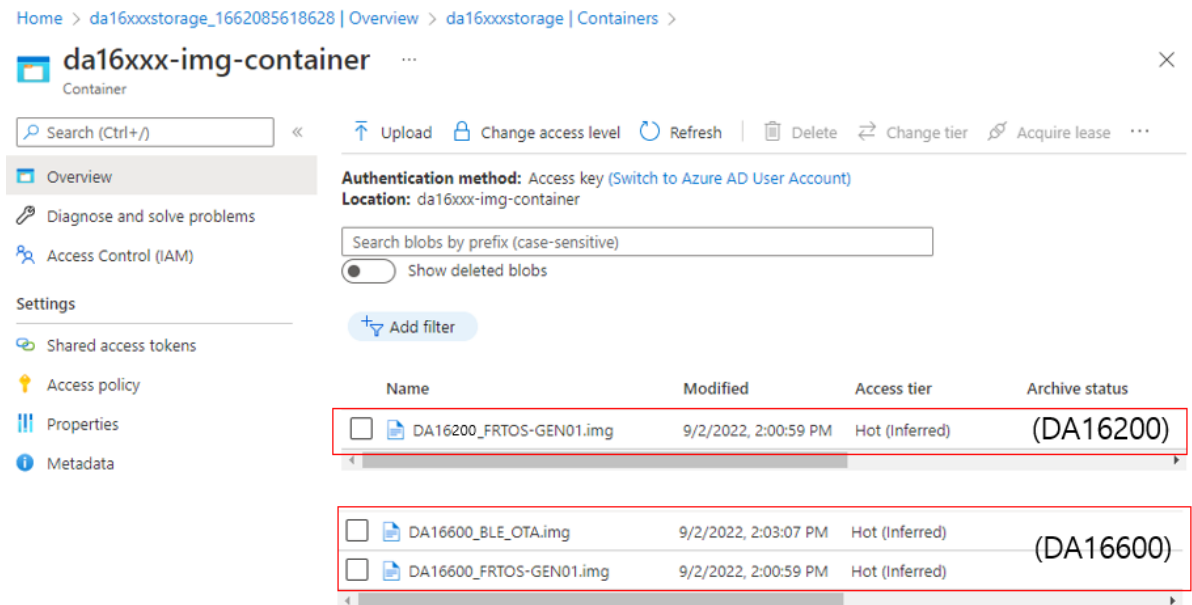 Home > da16xxxstorage_1662085618628 | Overview > da16xxxstorage | Containers >
da16xxx-img-container ...
Container
Search (Ctrl+/) «
Upload Change access level Refresh Delete Change tier Acquire lease ...
Overview
Authentication method: Access key (Switch to Azure AD User Account)
Location: da16xxx-img-container
Diagnose and solve problems
Access Control (IAM)
Search blobs by prefix (case-sensitive)
Show deleted blobs
Settings
Add filter
Shared access tokens
Access policy
Properties
Metadata
Name Modified Access tier Archive status
DA16200_FRTOS-GEN01.img 9/2/2022, 2:00:59 PM Hot (Inferred) (DA16200)
DA16600_BLE_OTA.img 9/2/2022, 2:03:07 PM Hot (Inferred)
(DA16600)
DA16600_FRTOS-GEN01.img 9/2/2022, 2:00:59 PM Hot (Inferred)